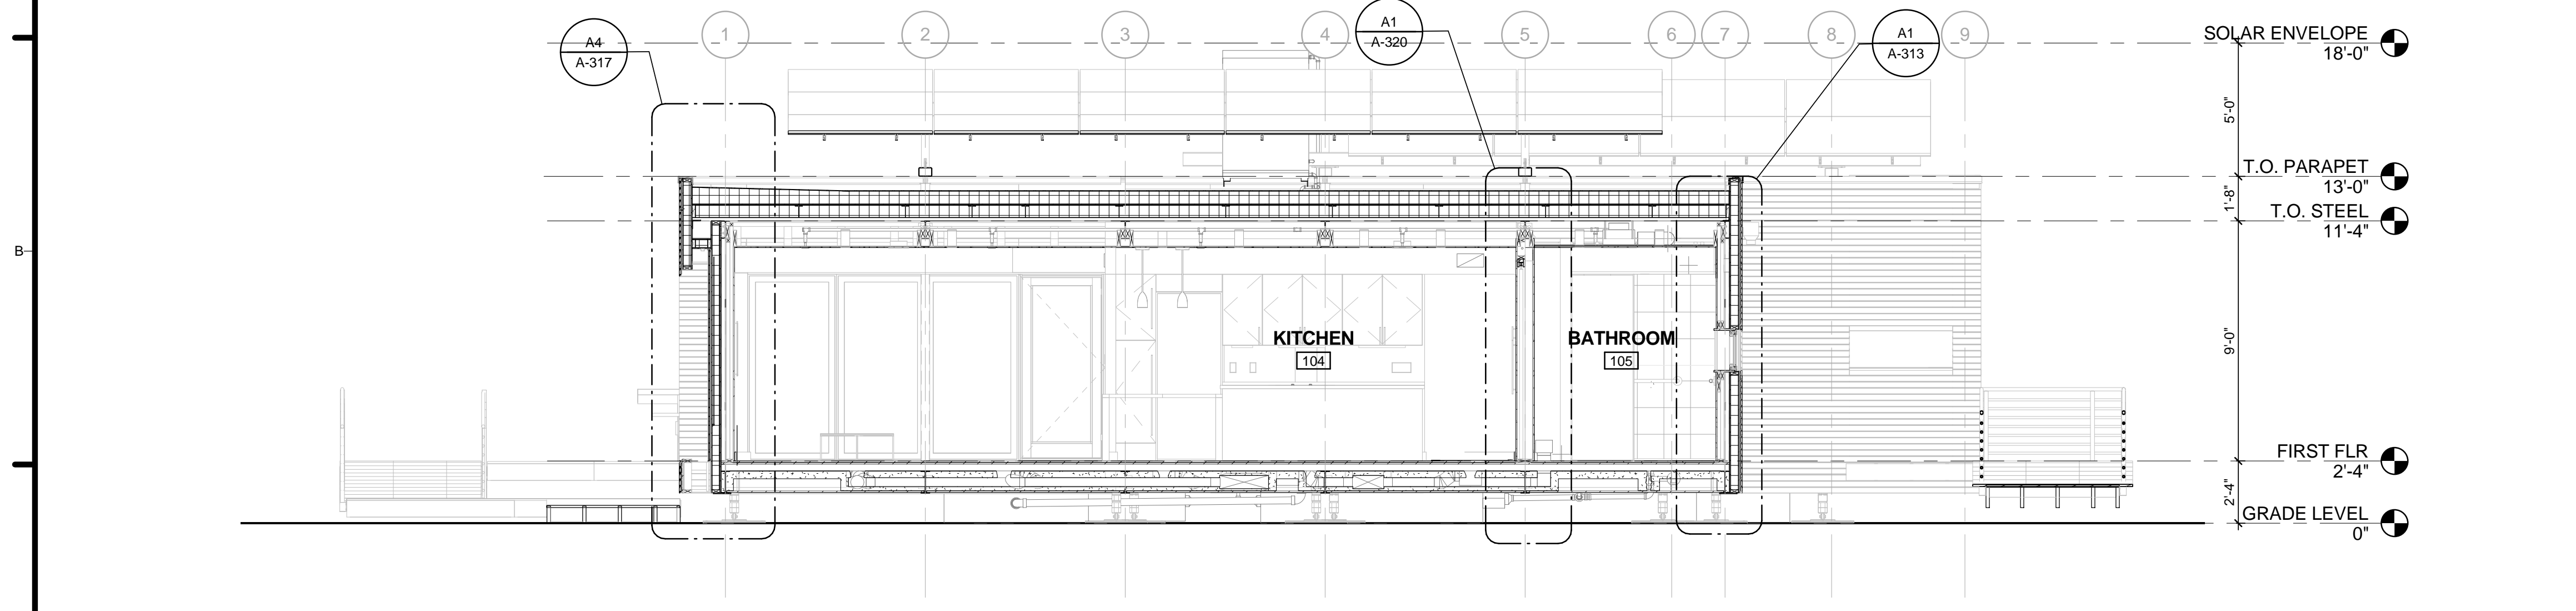 A4
A-317
1
2
3
4
A1
A-320
5
6
7
8
A1
A-313
9
SOLAR ENVELOPE
18'-0"
5'-0"
T.O. PARAPET
13'-0"
1'-8"
T.O. STEEL
11'-4"
B
9'-0"
KITCHEN
104
BATHROOM
105
FIRST FLR
2'-4"
2'-4"
GRADE LEVEL
0"